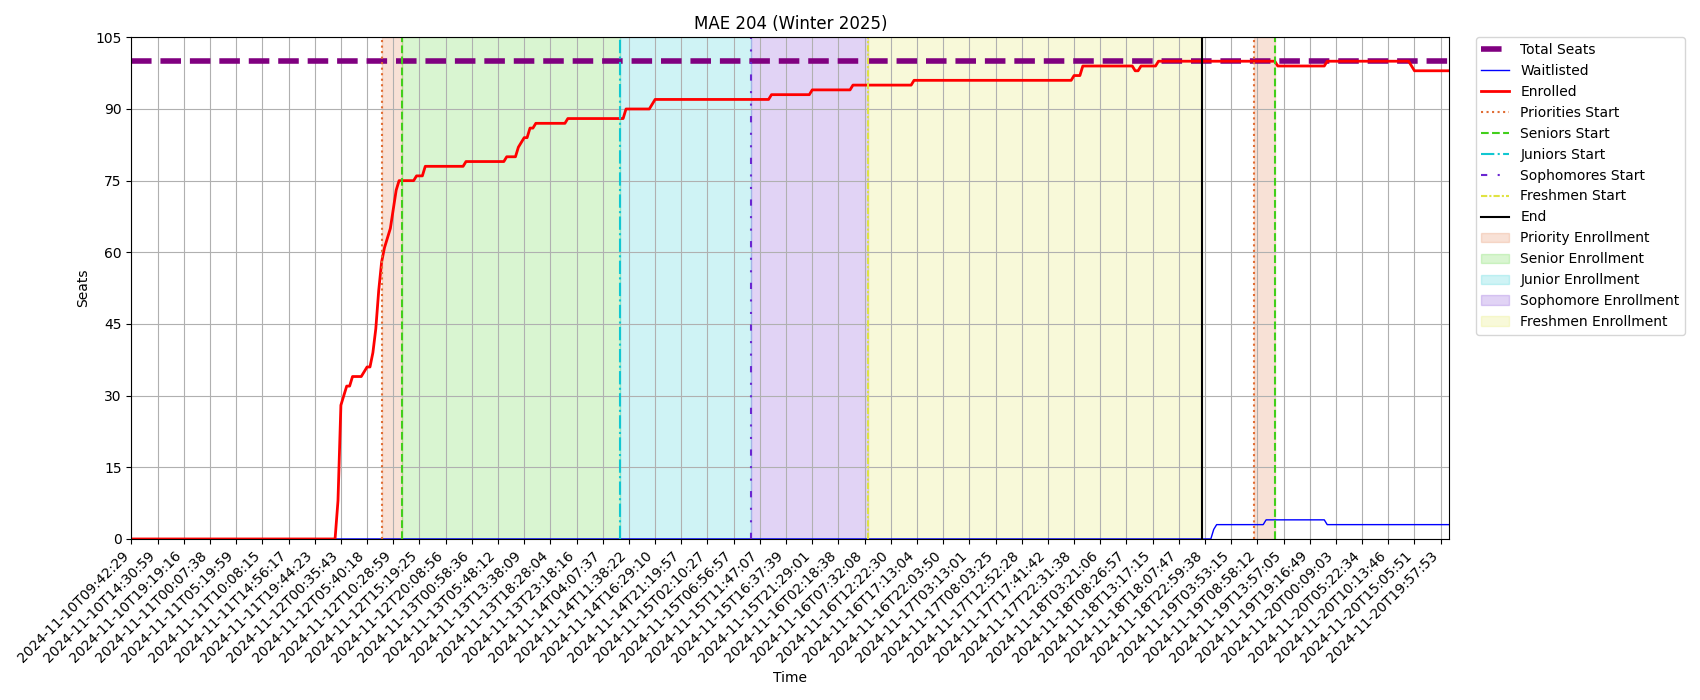 MAE 204 (Winter 2025)
105
90
75
60
45
30
15
0
Seats
2024-11-10T09:42:29
2024-11-10T14:30:59
2024-11-10T19:19:16
2024-11-11T00:07:38
2024-11-11T05:19:59
2024-11-11T10:08:15
2024-11-11T14:56:17
2024-11-11T19:44:23
2024-11-12T00:35:43
2024-11-12T05:40:18
2024-11-12T10:28:59
2024-11-12T15:19:25
2024-11-12T20:08:56
2024-11-13T00:58:36
2024-11-13T05:48:12
2024-11-13T13:38:09
2024-11-13T18:28:04
2024-11-13T23:18:16
2024-11-14T04:07:37
2024-11-14T11:38:22
2024-11-14T16:29:10
2024-11-14T21:19:57
2024-11-15T02:10:27
2024-11-15T06:56:57
2024-11-15T11:47:07
2024-11-15T16:37:39
2024-11-15T21:29:01
2024-11-16T02:18:38
2024-11-16T07:32:08
2024-11-16T12:22:30
2024-11-16T17:13:04
2024-11-16T22:03:50
2024-11-17T03:13:01
2024-11-17T08:03:25
2024-11-17T12:52:28
2024-11-17T17:41:42
2024-11-17T22:31:38
2024-11-18T03:21:06
2024-11-18T08:26:57
2024-11-18T13:17:15
2024-11-18T18:07:47
2024-11-18T22:59:38
2024-11-19T03:53:15
2024-11-19T08:58:12
2024-11-19T13:57:05
2024-11-19T19:16:49
2024-11-20T00:09:03
2024-11-20T05:22:34
2024-11-20T10:13:46
2024-11-20T15:05:51
2024-11-20T19:57:53
Time
Total Seats
Waitlisted
Enrolled
Priorities Start
Seniors Start
Juniors Start
Sophomores Start
Freshmen Start
End
Priority Enrollment
Senior Enrollment
Junior Enrollment
Sophomore Enrollment
Freshmen Enrollment